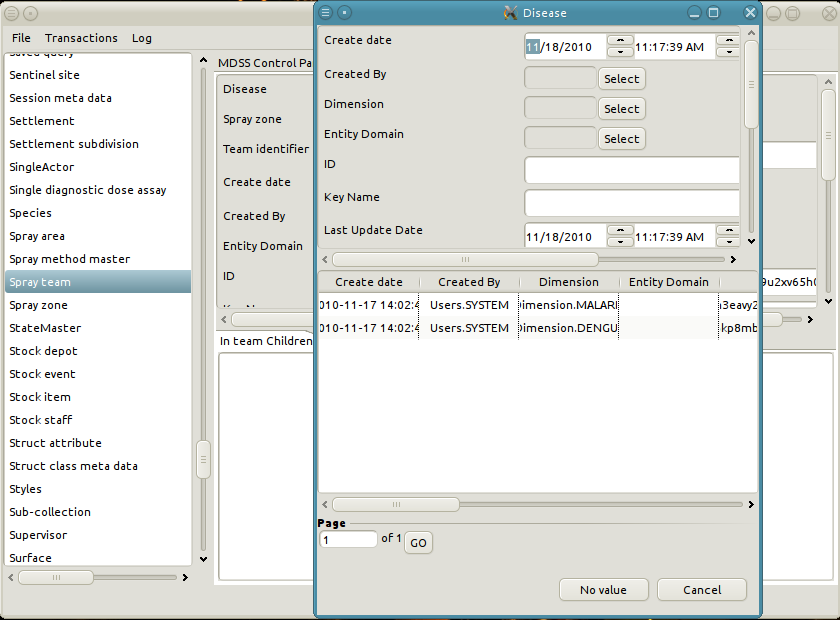 File Transactions Log
Saved query
Sentinel site
Session meta data
Settlement
Settlement subdivision
SingleActor
Single diagnostic dose assay
Species
Spray area
Spray method master
Spray team
Spray zone
StateMaster
Stock depot
Stock event
Stock item
Stock staff
Struct attribute
Struct class meta data
Styles
Sub-collection
Supervisor
Surface
MDSS Control Pa
Disease
Spray zone
Team identifier
Create date
Created By
Entity Domain
ID
Key Name
In team Children
9u2xv65h0
Disease
Create date 11/18/2010 11:17:39 AM
Created By Select
Dimension Select
Entity Domain Select
ID
Key Name
Last Update Date 11/18/2010 11:17:39 AM
Create date Created By Dimension Entity Domain
010-11-17 14:02:4 Users.SYSTEM Dimension.MALARI a3eavy2
010-11-17 14:02:4 Users.SYSTEM Dimension.DENGU kp8mb
Page
1 of 1 GO
No value Cancel